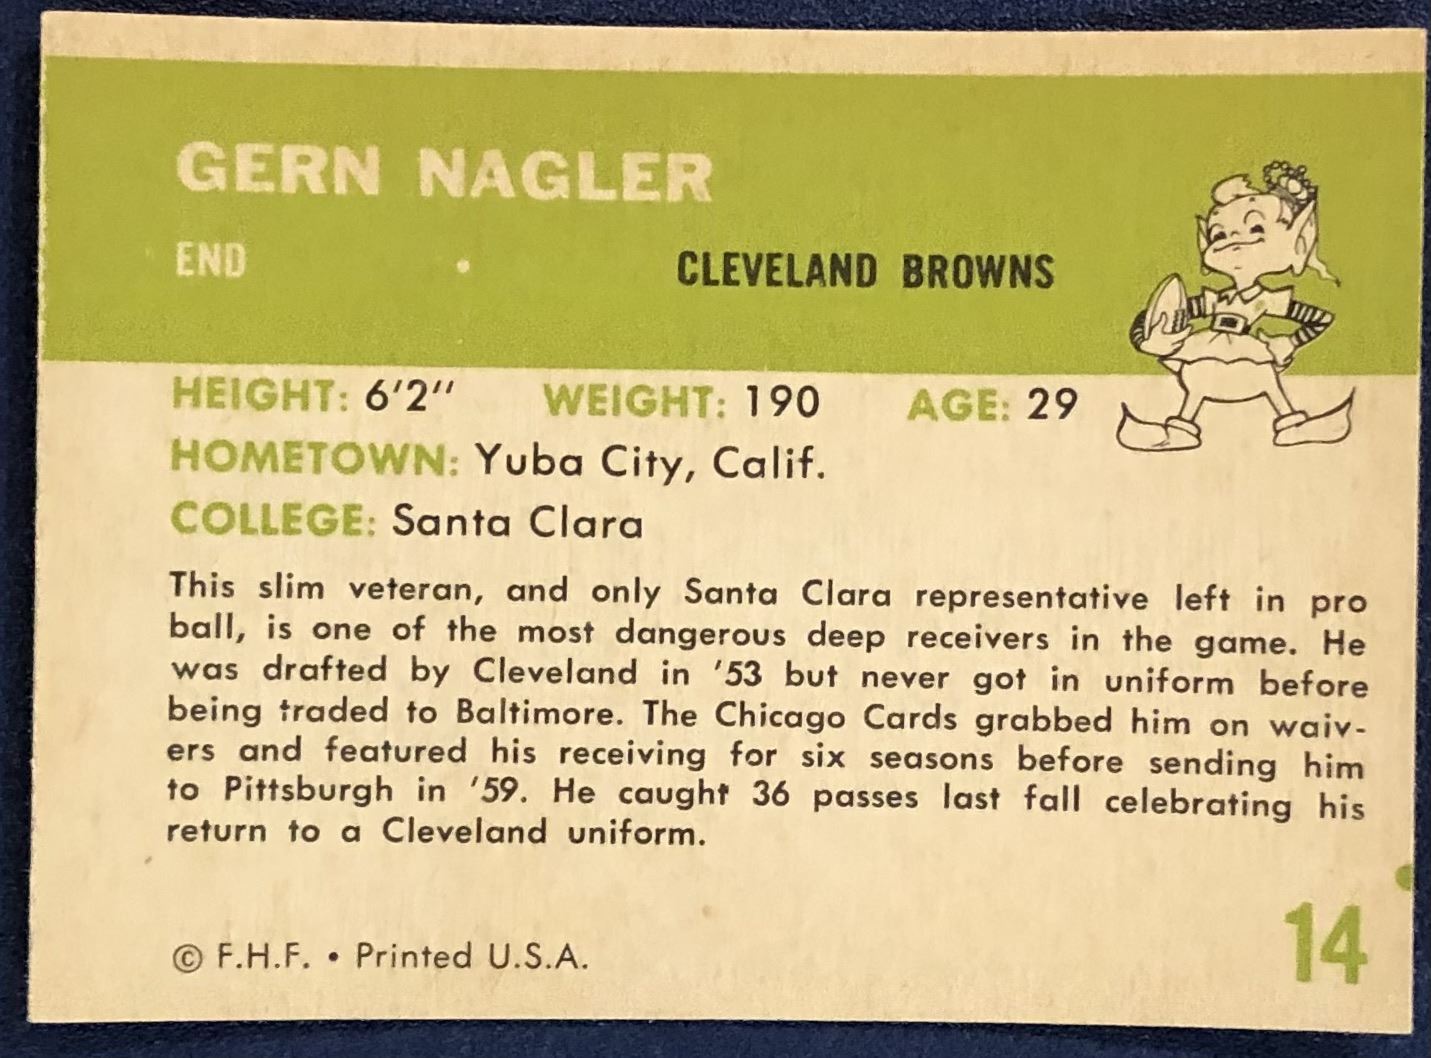 GERN NAGLER
END CLEVELAND BROWNS
HEIGHT: 6'2" WEIGHT: 190 AGE: 29
HOMETOWN: Yuba City, Calif.
COLLEGE: Santa Clara
This slim veteran, and only Santa Clara representative left in pro
ball, is one of the most dangerous deep receivers in the game. He
was drafted by Cleveland in '53 but never got in uniform before
being traded to Baltimore. The Chicago Cards grabbed him on waiv-
ers and featured his receiving for six seasons before sending him
to Pittsburgh in '59. He caught 36 passes last fall celebrating his
return to a Cleveland uniform.
© F.H.F. • Printed U.S.A.
14